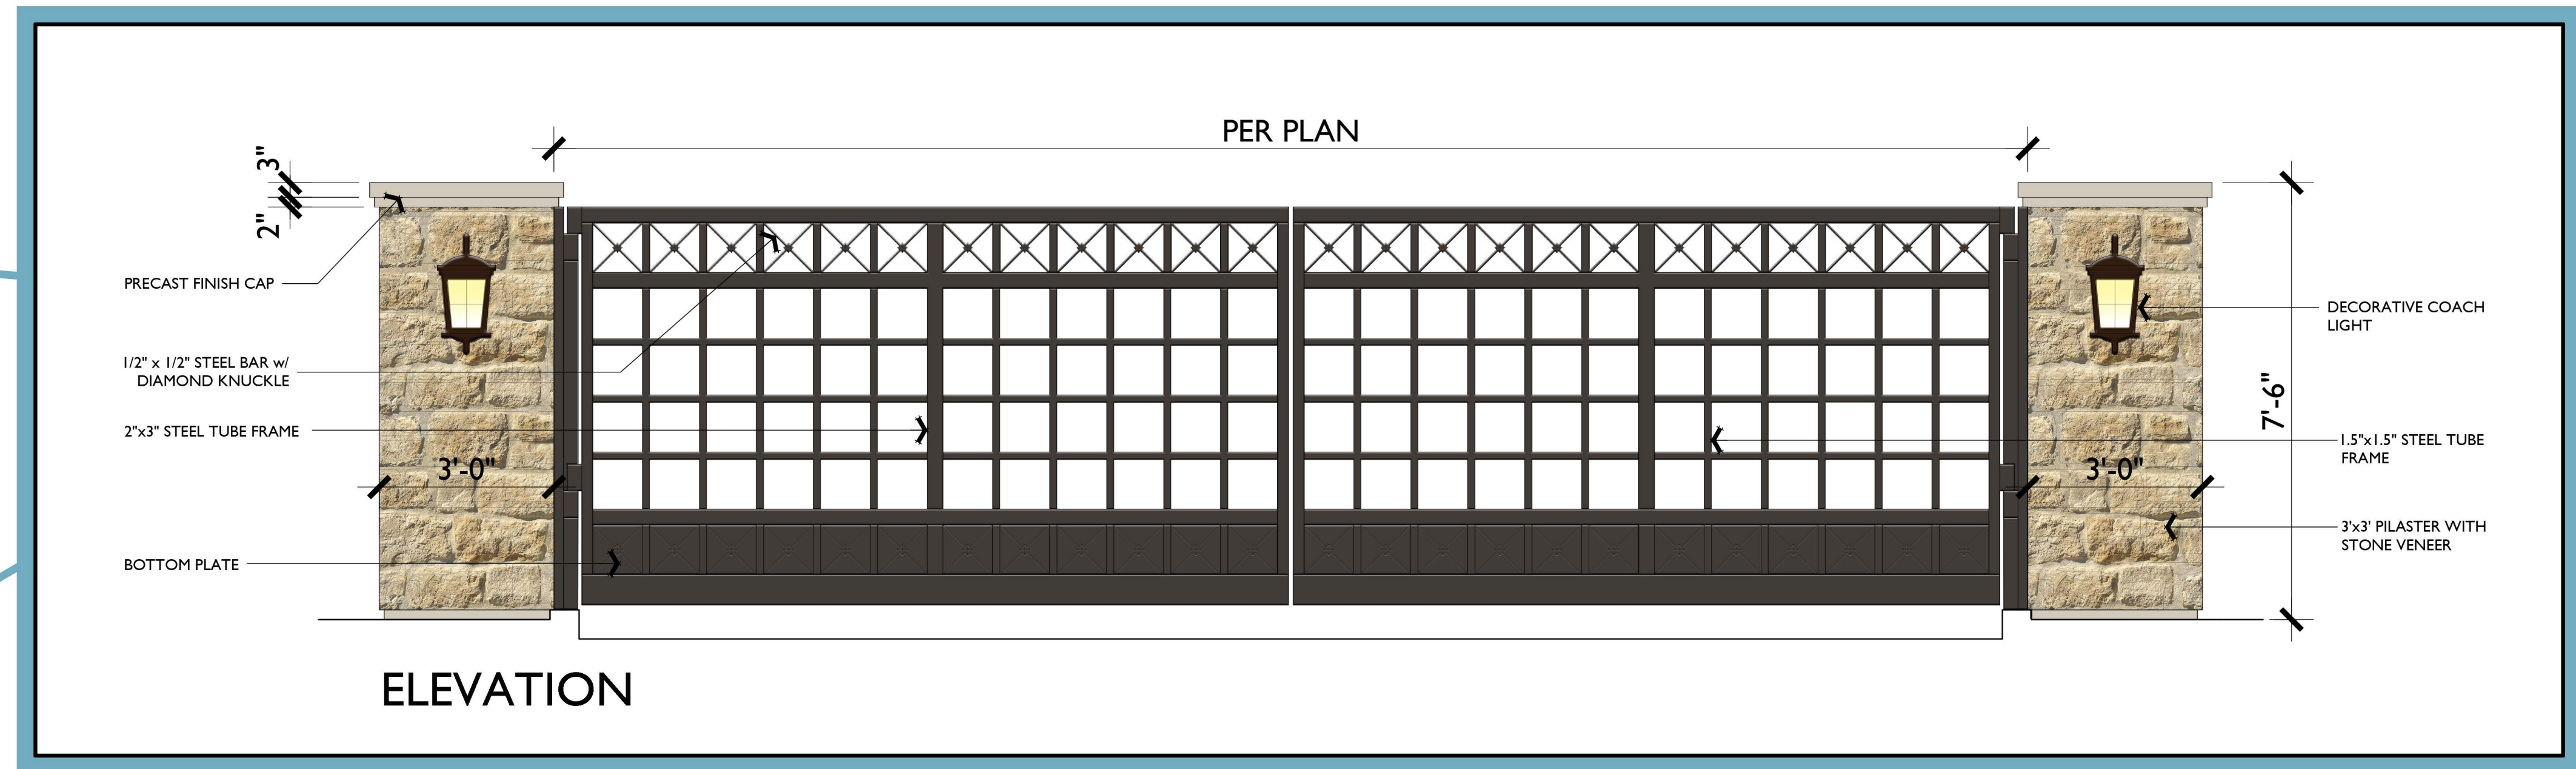 PER PLAN
3"
2"
PRECAST FINISH CAP
1/2" x 1/2" STEEL BAR w/
DIAMOND KNUCKLE
2"x3" STEEL TUBE FRAME
3'-0"
BOTTOM PLATE
DECORATIVE COACH
LIGHT
7'-6"
1.5"x1.5" STEEL TUBE
FRAME
3'-0"
3'x3' PILASTER WITH
STONE VENEER
ELEVATION